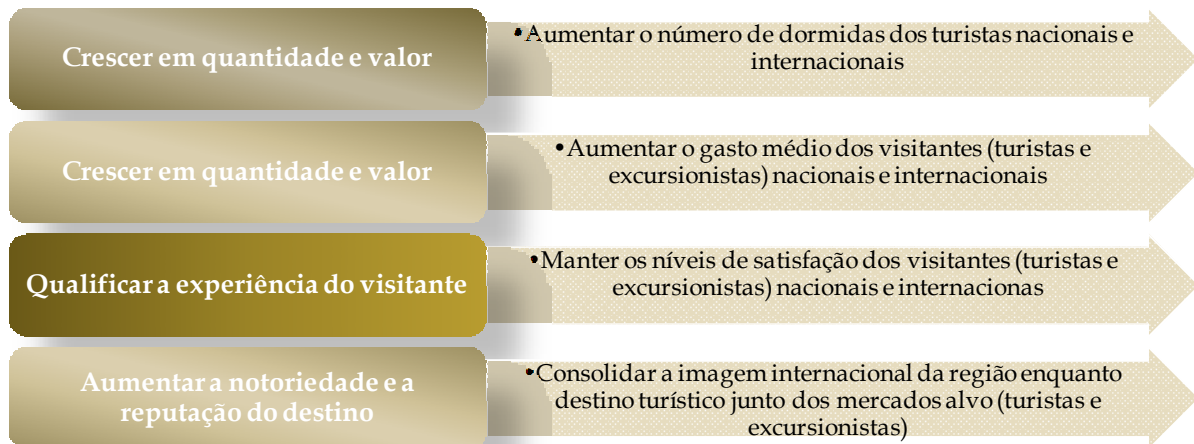 Crescer em quantidade e valor
•Aumentar o número de dormidas dos turistas nacionais e
internacionais
Crescer em quantidade e valor
•Aumentar o gasto médio dos visitantes (turistas e
excursionistas) nacionais e internacionais
Qualificar a experiência do visitante
•Manter os níveis de satisfação dos visitantes (turistas e
excursionistas) nacionais e internacionas
Aumentar a notoriedade e a
reputação do destino
•Consolidar a imagem internacional da região enquanto
destino turístico junto dos mercados alvo (turistas e
excursionistas)